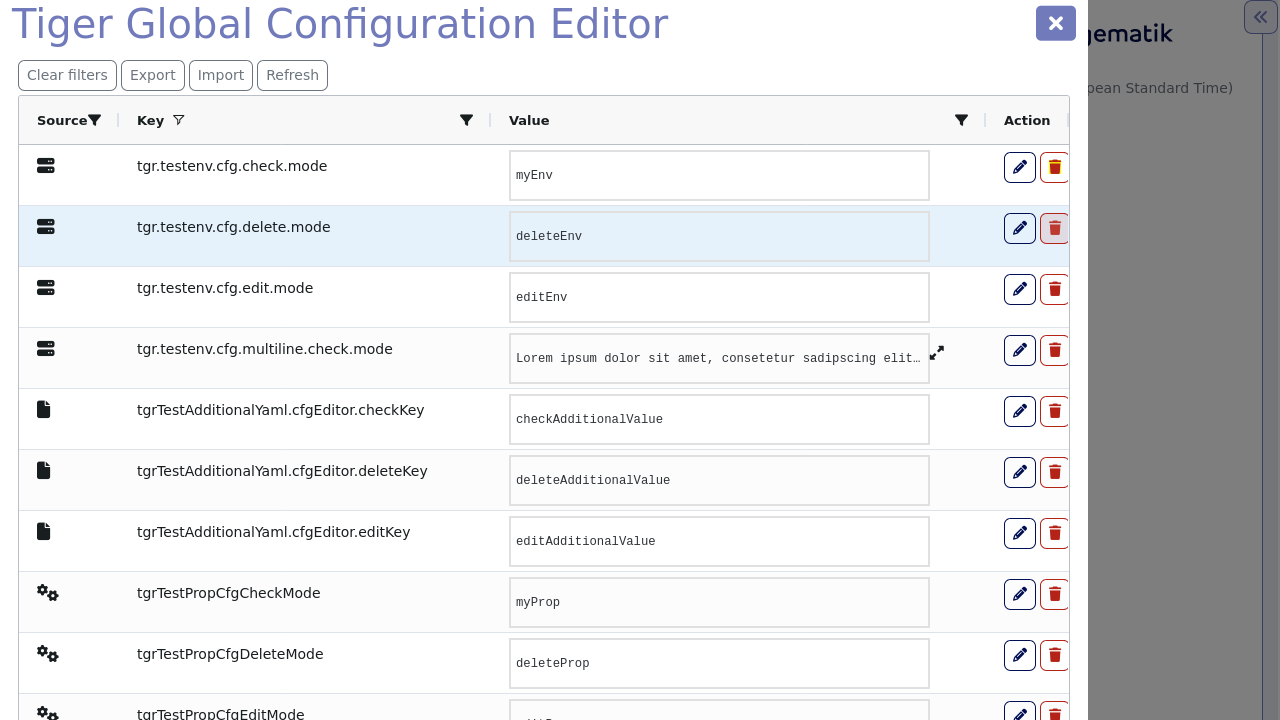 Tiger Global Configuration Editor
gematik
Clear filters Export Import Refresh
pean Standard Time)
Source Key Value Action
tgr.testenv.cfg.check.mode myEnv
tgr.testenv.cfg.delete.mode deleteEnv
tgr.testenv.cfg.edit.mode editEnv
tgr.testenv.cfg.multiline.check.mode Lorem ipsum dolor sit amet, consetetur sadipscing elit…
tgrTestAdditionalYaml.cfgEditor.checkKey checkAdditionalValue
tgrTestAdditionalYaml.cfgEditor.deleteKey deleteAdditionalValue
tgrTestAdditionalYaml.cfgEditor.editKey editAdditionalValue
tgrTestPropCfgCheckMode myProp
tgrTestPropCfgDeleteMode deleteProp
tgrTestPropCfgEditMode